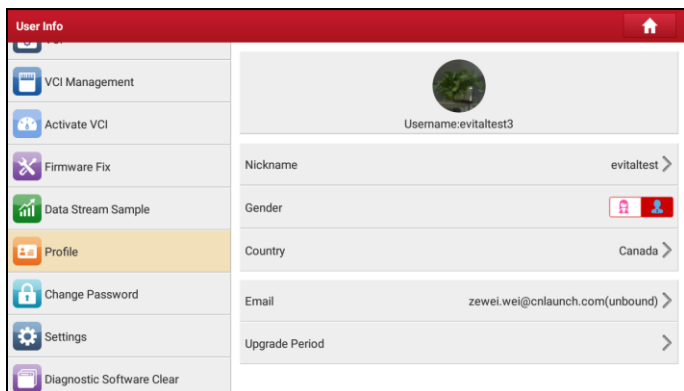 User Info
VCI
VCI Management
Activate VCI
Firmware Fix
Data Stream Sample
Profile
Change Password
Settings
Diagnostic Software Clear
Username:evitaltest3
Nickname evitaltest
Gender
Country Canada
Email zewei.wei@cnlaunch.com(unbound)
Upgrade Period